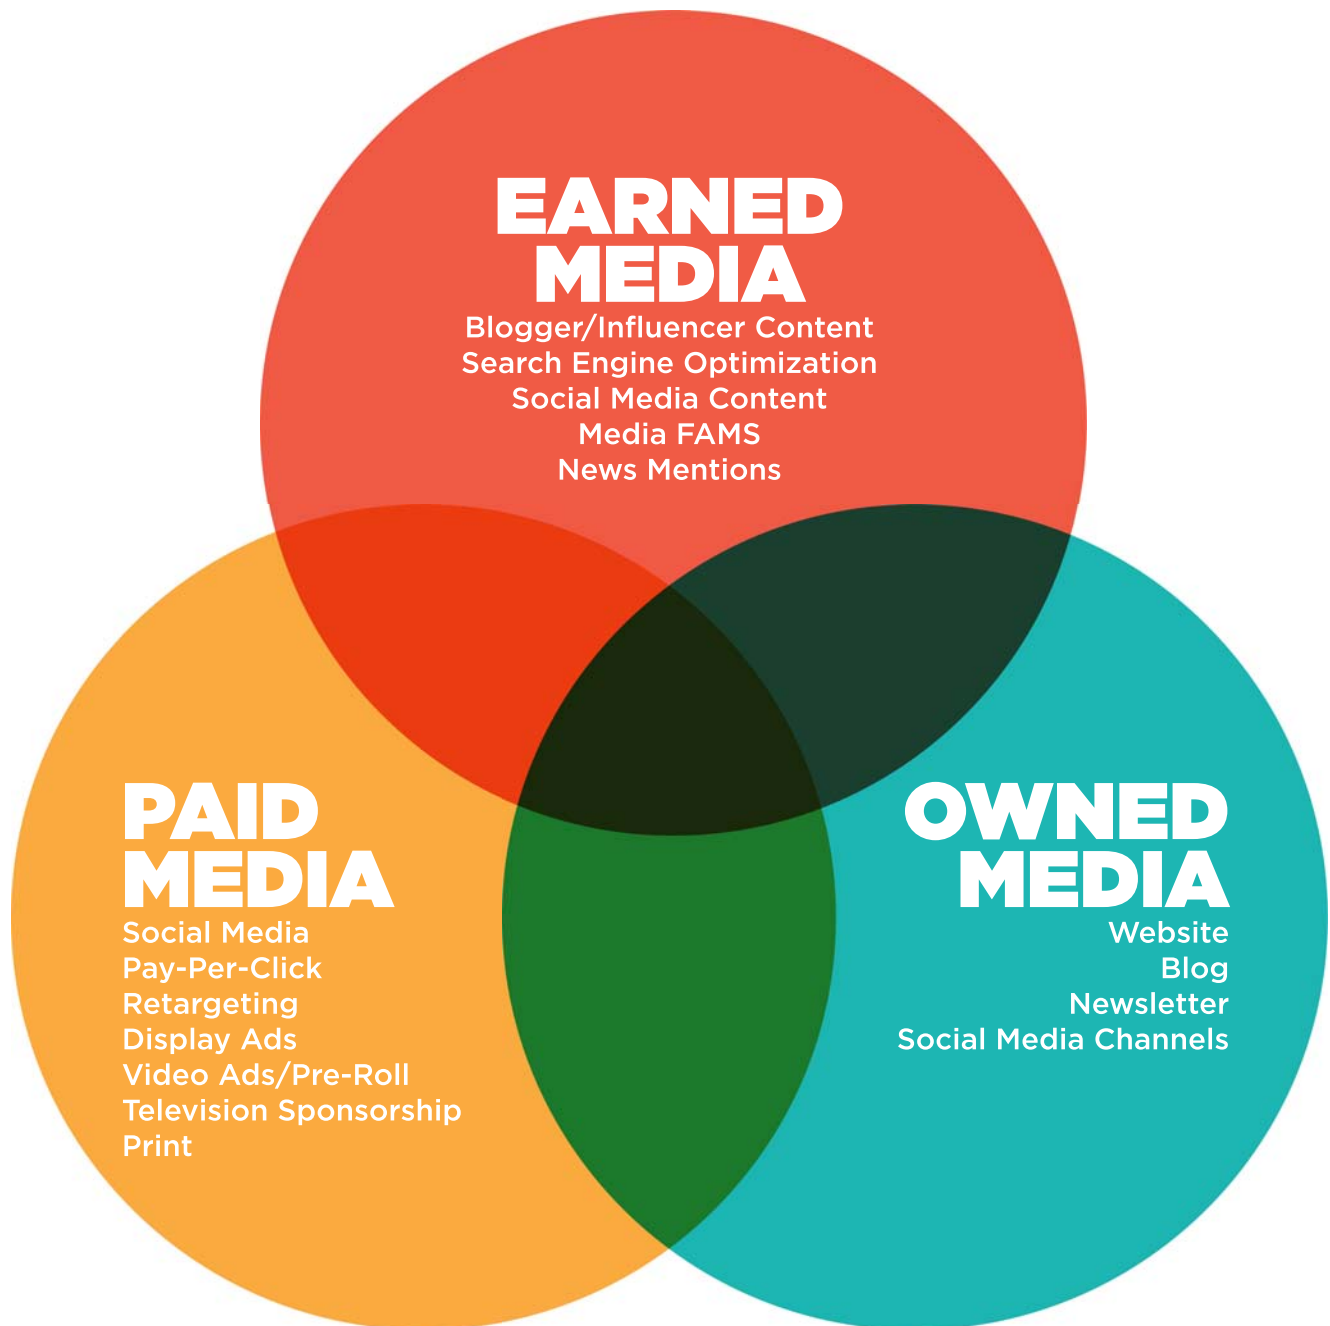 EARNED
MEDIA
Blogger/Influencer Content
Search Engine Optimization
Social Media Content
Media FAMS
News Mentions
PAID
MEDIA
Social Media
Pay-Per-Click
Retargeting
Display Ads
Video Ads/Pre-Roll
Television Sponsorship
Print
OWNED
MEDIA
Website
Blog
Newsletter
Social Media Channels